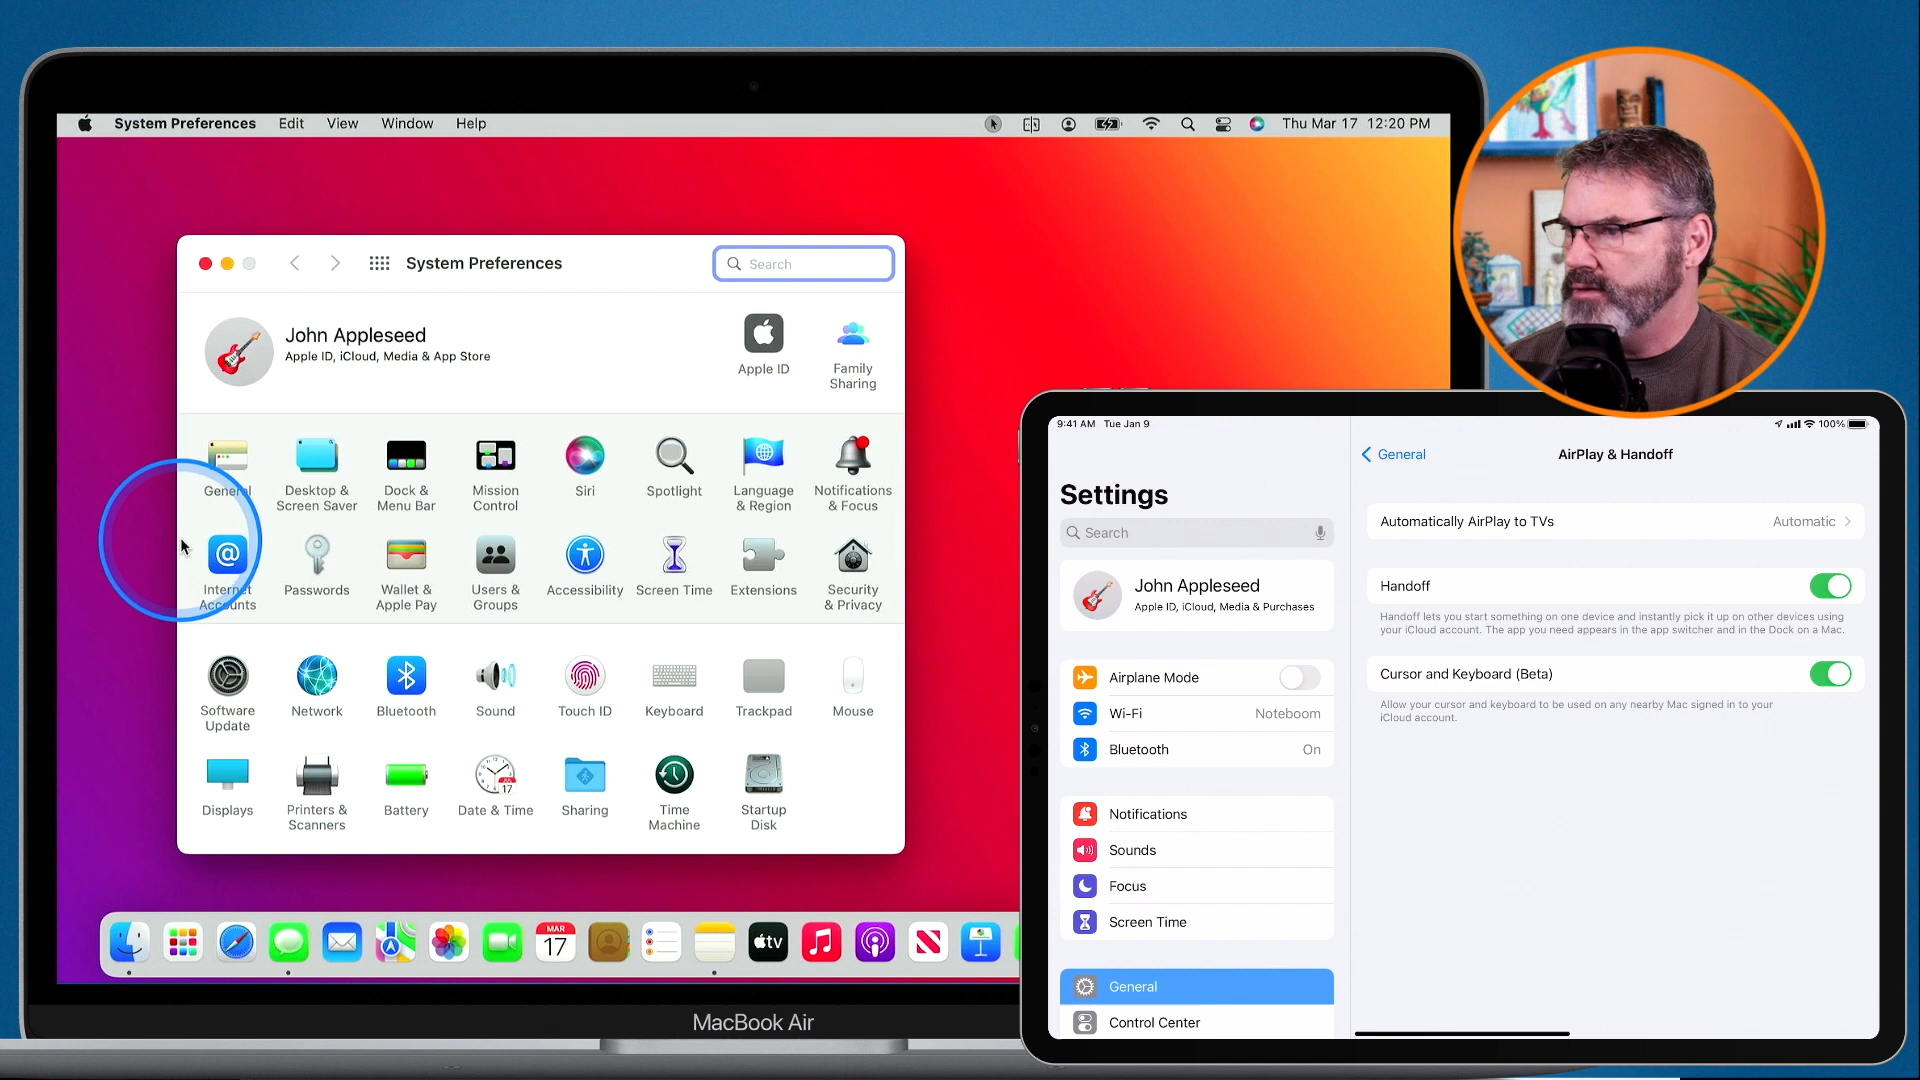 System Preferences Edit View Window Help Thu Mar 17 12:20 PM
System Preferences
Search
John Appleseed
Apple ID, iCloud, Media & App Store
Apple ID
Family
Sharing
General
Desktop &
Screen Saver
Dock &
Menu Bar
Mission
Control
Siri
Spotlight
Language
& Region
Notifications
& Focus
Internet
Accounts
Passwords
Wallet &
Apple Pay
Users &
Groups
Accessibility
Screen Time
Extensions
Security
& Privacy
Software
Update
Network
Bluetooth
Sound
Touch ID
Keyboard
Trackpad
Mouse
Displays
Printers &
Scanners
Battery
Date & Time
Sharing
Time
Machine
Startup
Disk
MAR
17
tv
MacBook Air
9:41 AM Tue Jan 9
100%
Settings
Search
John Appleseed
Apple ID, iCloud, Media & Purchases
Airplane Mode
Wi-Fi Noteboom
Bluetooth On
Notifications
Sounds
Focus
Screen Time
General
Control Center
General
AirPlay & Handoff
Automatically AirPlay to TVs Automatic
Handoff
Handoff lets you start something on one device and instantly pick it up on other devices using
your iCloud account. The app you need appears in the app switcher and in the Dock on a Mac.
Cursor and Keyboard (Beta)
Allow your cursor and keyboard to be used on any nearby Mac signed in to your
iCloud account.